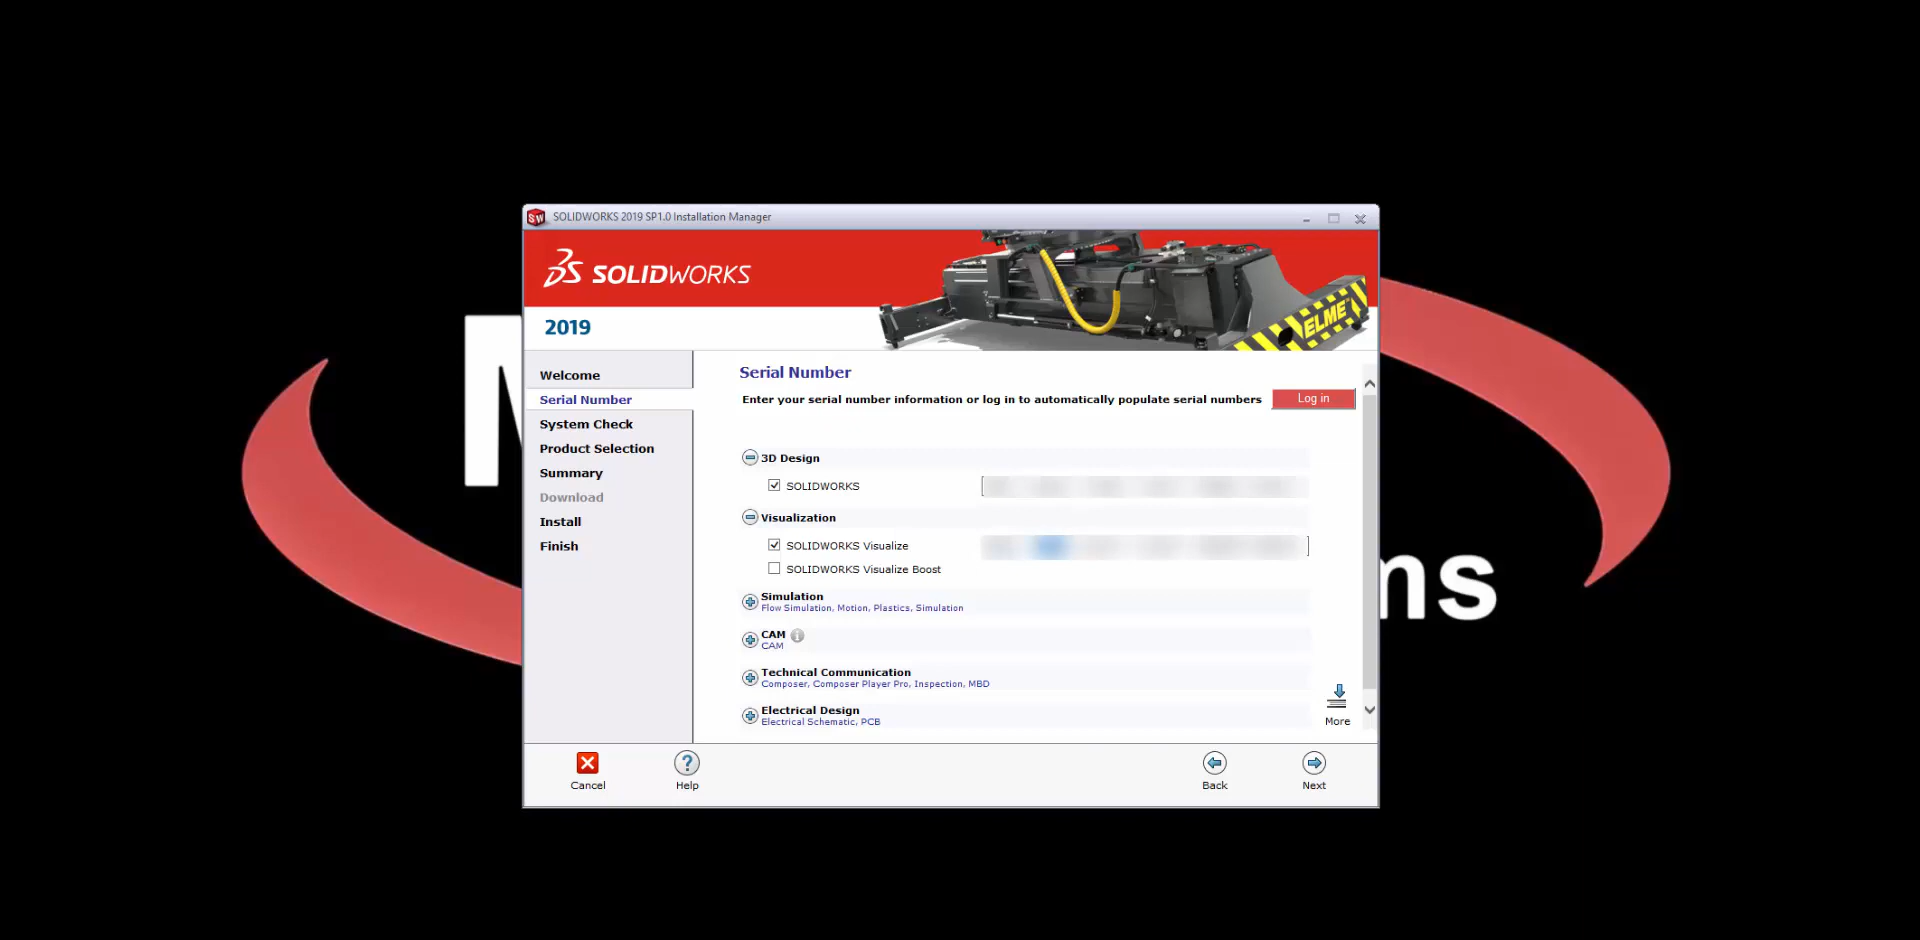 SOLIDWORKS 2019 SP1.0 Installation Manager
SOLIDWORKS
ELME
2019
Welcome
Serial Number
System Check
Product Selection
Summary
Download
Install
Finish
Serial Number
Enter your serial number information or log in to automatically populate serial numbers
Log in
3D Design
SOLIDWORKS
Visualization
SOLIDWORKS Visualize
SOLIDWORKS Visualize Boost
Simulation
Flow Simulation, Motion, Plastics, Simulation
CAM
CAM
Technical Communication
Composer, Composer Player Pro, Inspection, MBD
Electrical Design
Electrical Schematic, PCB
More
Cancel
Help
Back
Next